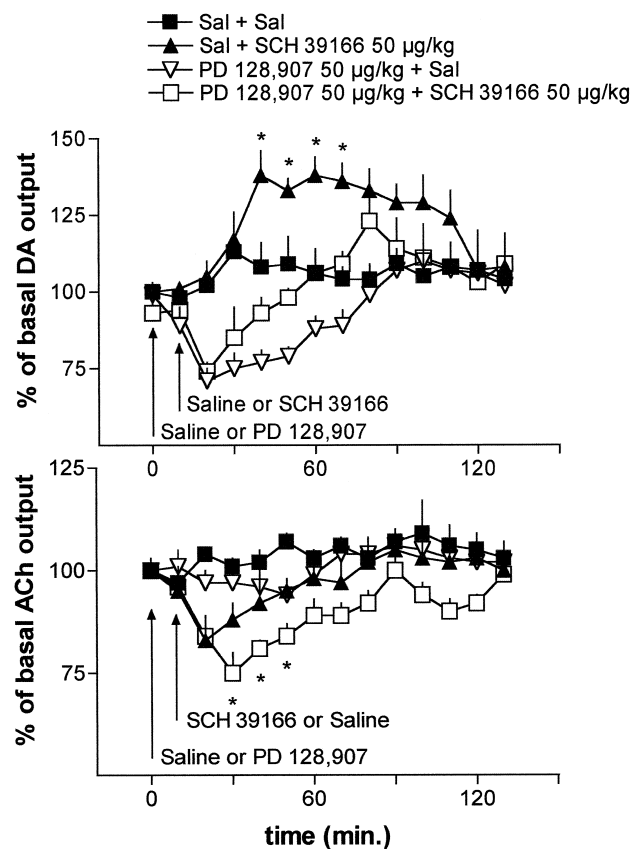 Sal + Sal
Sal + SCH 39166 50 µg/kg
PD 128,907 50 µg/kg + Sal
PD 128,907 50 µg/kg + SCH 39166 50 µg/kg
% of basal DA output
150
125
100
75
* * * *
Saline or SCH 39166
Saline or PD 128,907
0 60 120
% of basal ACh output
125
100
75
* * *
SCH 39166 or Saline
Saline or PD 128,907
0 60 120
time (min.)